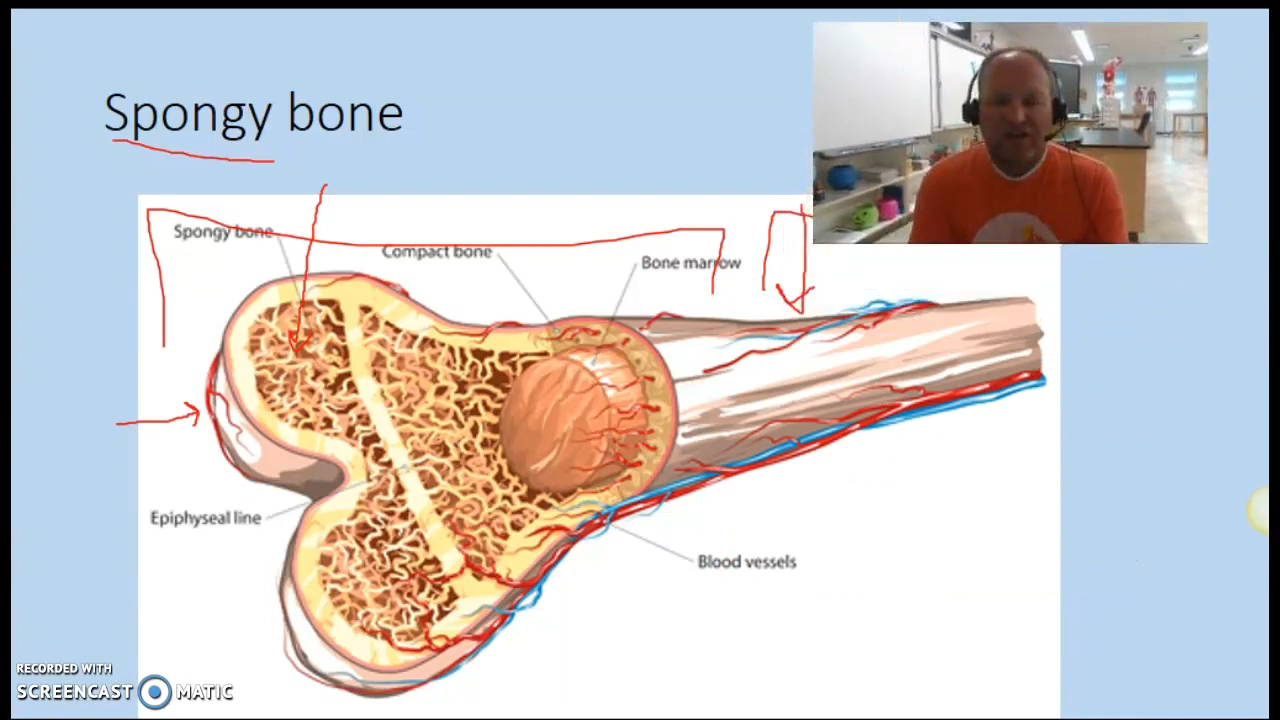 Spongy bone
Spongy bone
Compact bone
Bone marrow
Epiphyseal line
Blood vessels
RECORDED WITH
SCREENCAST MATIC